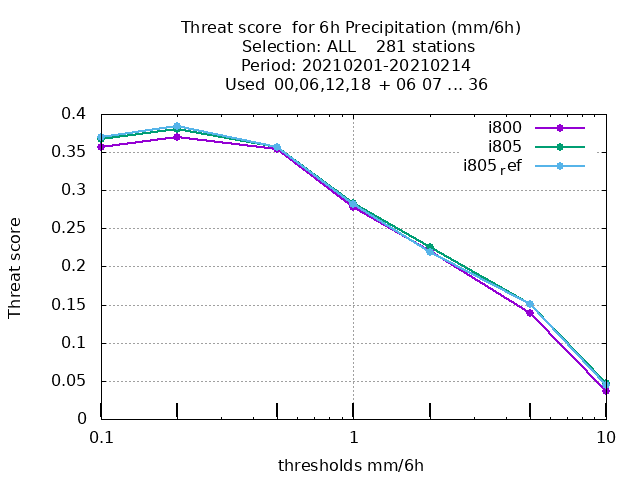 Threat score  for 6h Precipitation (mm/6h)
Selection: ALL    281 stations
Period: 20210201-20210214
Used  00,06,12,18 + 06 07 ... 36
i800
i805
i805ref
0.4
0.35
0.3
0.25
0.2
0.15
0.1
0.05
0
Threat score
0.1
1
10
thresholds mm/6h